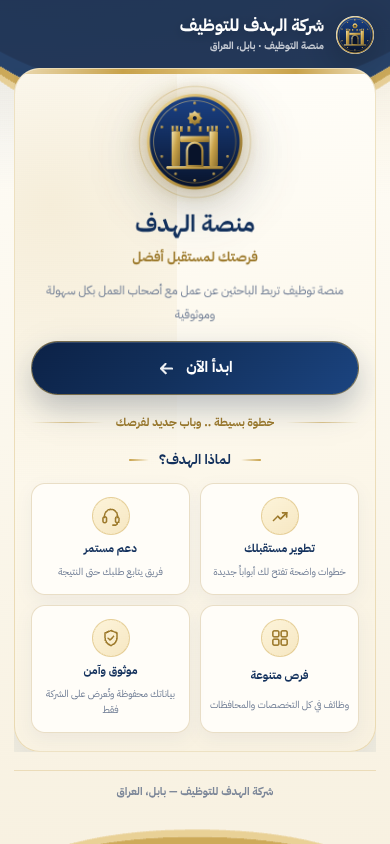 شركة الهدف للتوظيف
منصة التوظيف · بابل، العراق
منصة الهدف
فرصتك لمستقبل أفضل
منصة توظيف تربط الباحثين عن عمل مع أصحاب العمل بكل سهولة
وموثوقية
ابدأ الآن ←
خطوة بسيطة .. وباب جديد لفرصك
لماذا الهدف؟
تطوير مستقبلك
خطوات واضحة تفتح لك أبواباً جديدة
دعم مستمر
فريق يتابع طلبك حتى النتيجة
فرص متنوعة
وظائف في كل التخصصات والمحافظات
موثوق وآمن
بياناتك محفوظة وتُعرض على الشركة
فقط
شركة الهدف للتوظيف — بابل، العراق